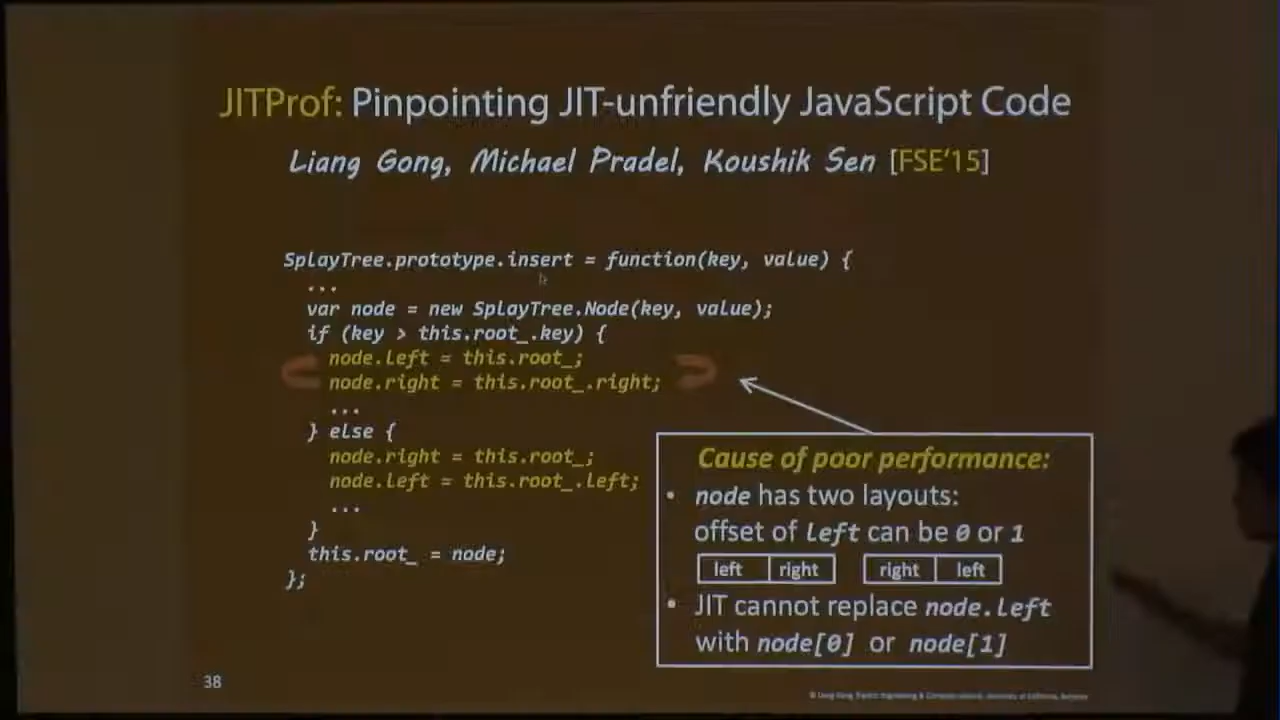 JITProf: Pinpointing JIT-unfriendly JavaScript Code
Liang Gong, Michael Pradel, Koushik Sen [FSE'15]
SplayTree.prototype.insert = function(key, value) {
...
var node = new SplayTree.Node(key, value);
if (key > this.root_.key) {
node.left = this.root_;
node.right = this.root_.right;
...
} else {
node.right = this.root_;
node.left = this.root_.left;
...
}
this.root_ = node;
};
Cause of poor performance:
• node has two layouts:
offset of left can be 0 or 1
left right right left
• JIT cannot replace node.left
with node[0] or node[1]
38